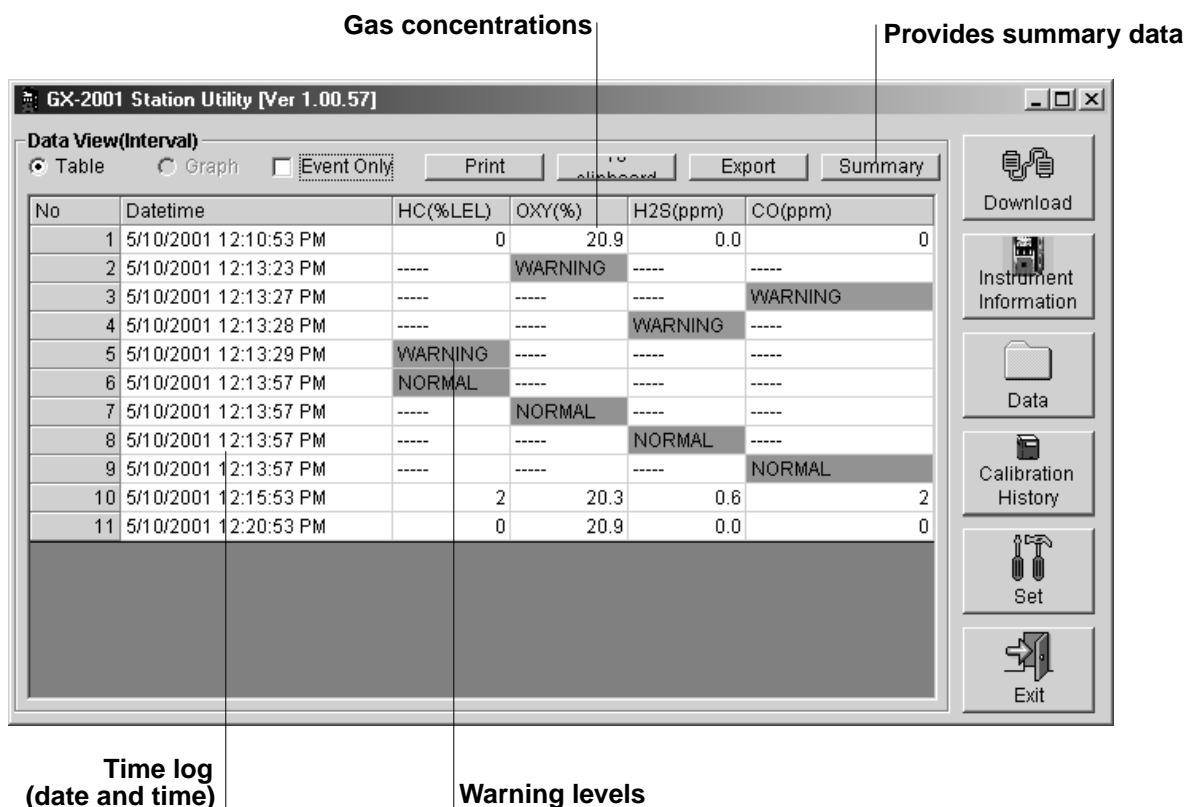 Gas concentrations
Provides summary data
GX-2001 Station Utility [Ver 1.00.57]
Data View(Interval)
Table Graph Event Only Print To clipboard Export Summary
Download
No Datetime HC(%LEL) OXY(%) H2S(ppm) CO(ppm)
1 5/10/2001 12:10:53 PM 0 20.9 0.0 0
2 5/10/2001 12:13:23 PM ----- WARNING ----- -----
3 5/10/2001 12:13:27 PM ----- ----- ----- WARNING
4 5/10/2001 12:13:28 PM ----- ----- WARNING -----
5 5/10/2001 12:13:29 PM WARNING ----- ----- -----
6 5/10/2001 12:13:57 PM NORMAL ----- ----- -----
7 5/10/2001 12:13:57 PM ----- NORMAL ----- -----
8 5/10/2001 12:13:57 PM ----- ----- NORMAL -----
9 5/10/2001 12:13:57 PM ----- ----- ----- NORMAL
10 5/10/2001 12:15:53 PM 2 20.3 0.6 2
11 5/10/2001 12:20:53 PM 0 20.9 0.0 0
Instrument
Information
Data
Calibration
History
Set
Exit
Time log
(date and time)
Warning levels